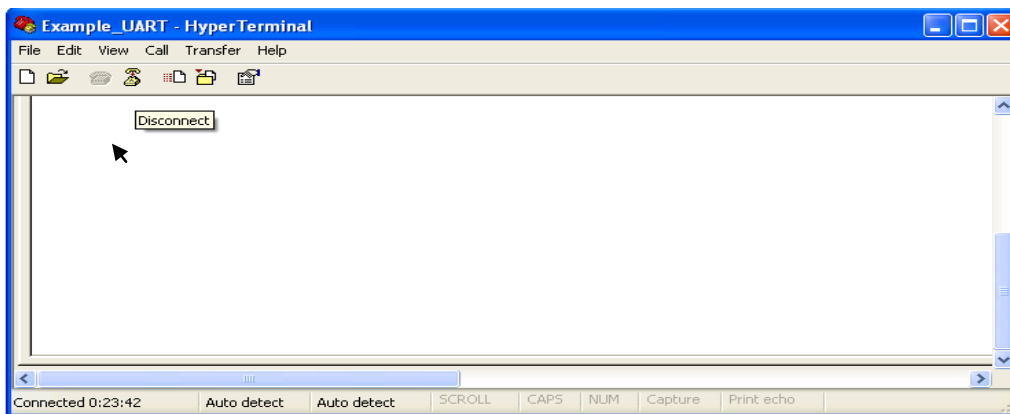 Example_UART - HyperTerminal
File Edit View Call Transfer Help
Disconnect
Connected 0:23:42 Auto detect Auto detect SCROLL CAPS NUM Capture Print echo